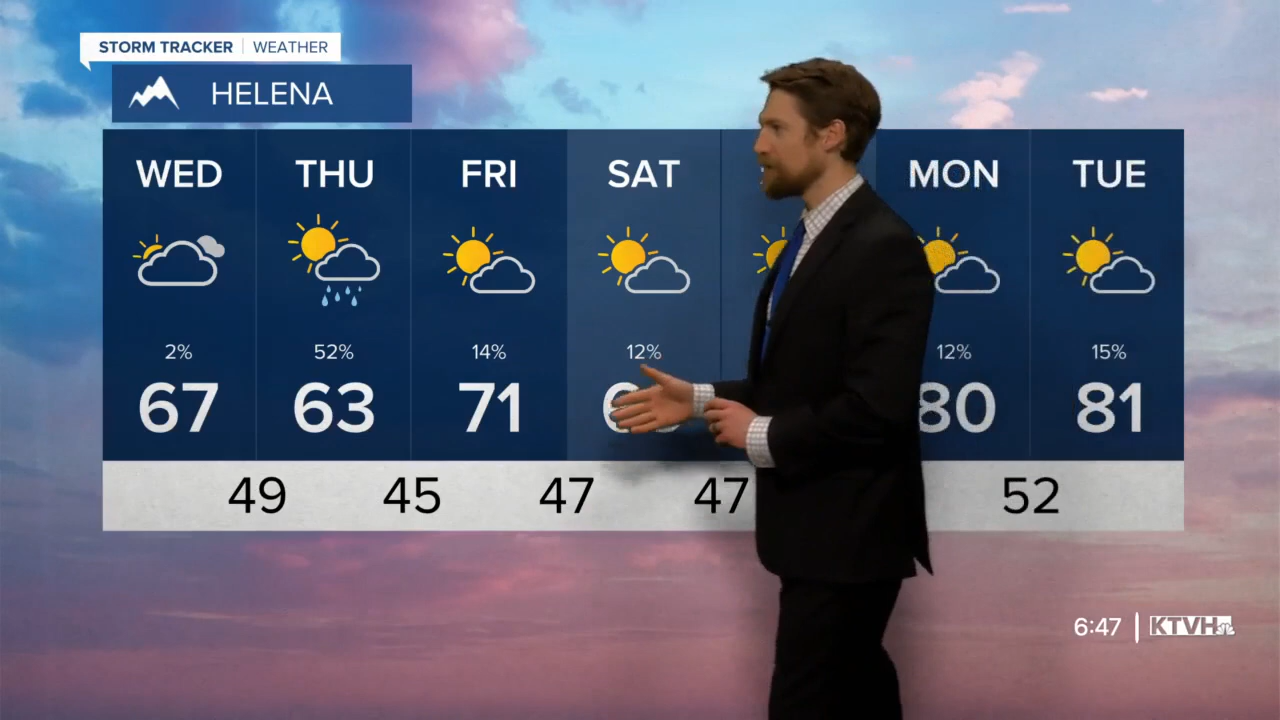 STORM TRACKER | WEATHER
HELENA
WED THU FRI SAT MON TUE
2% 52% 14% 12% 12% 15%
67 63 71 80 81
49 45 47 47 52
6:47 | KTVH